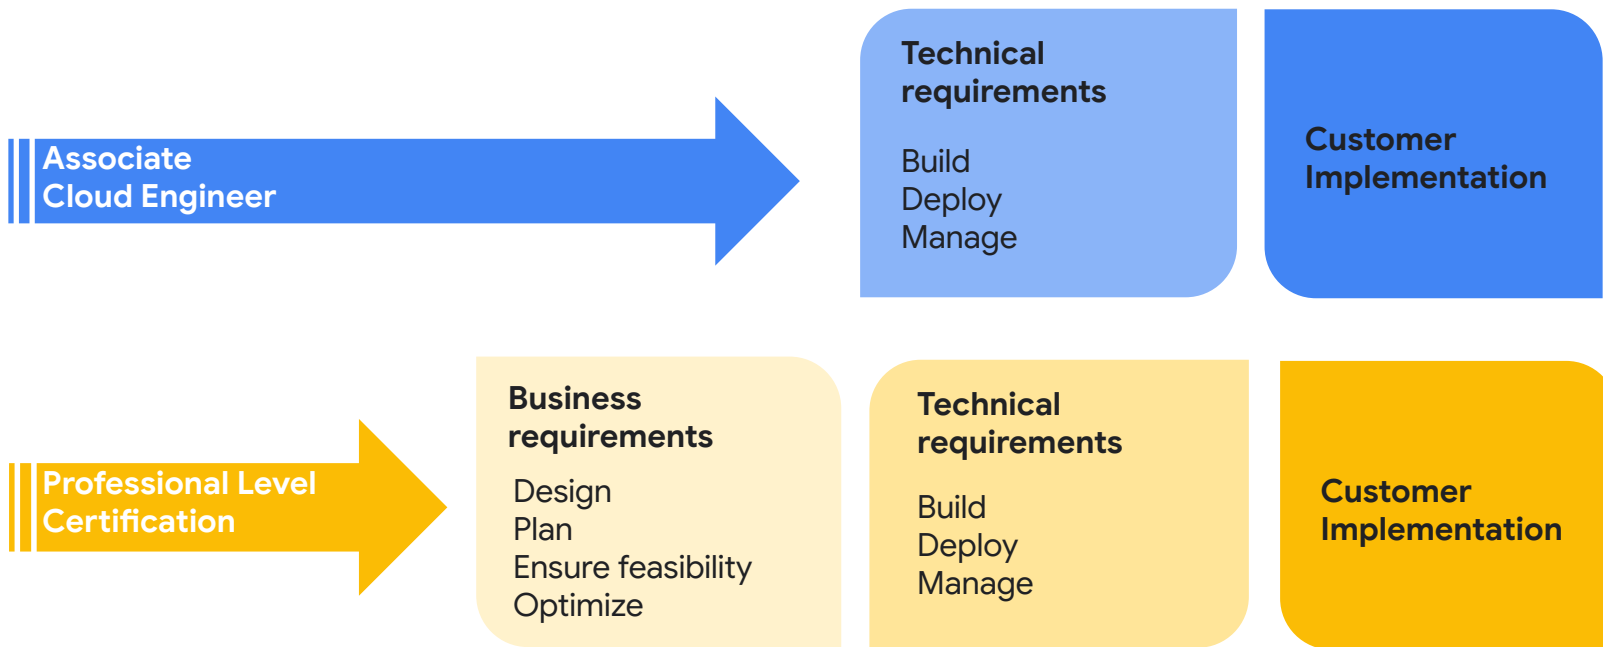 Associate
Cloud Engineer
Technical
requirements
Build
Deploy
Manage
Customer
Implementation
Professional Level
Certification
Business
requirements
Design
Plan
Ensure feasibility
Optimize
Technical
requirements
Build
Deploy
Manage
Customer
Implementation